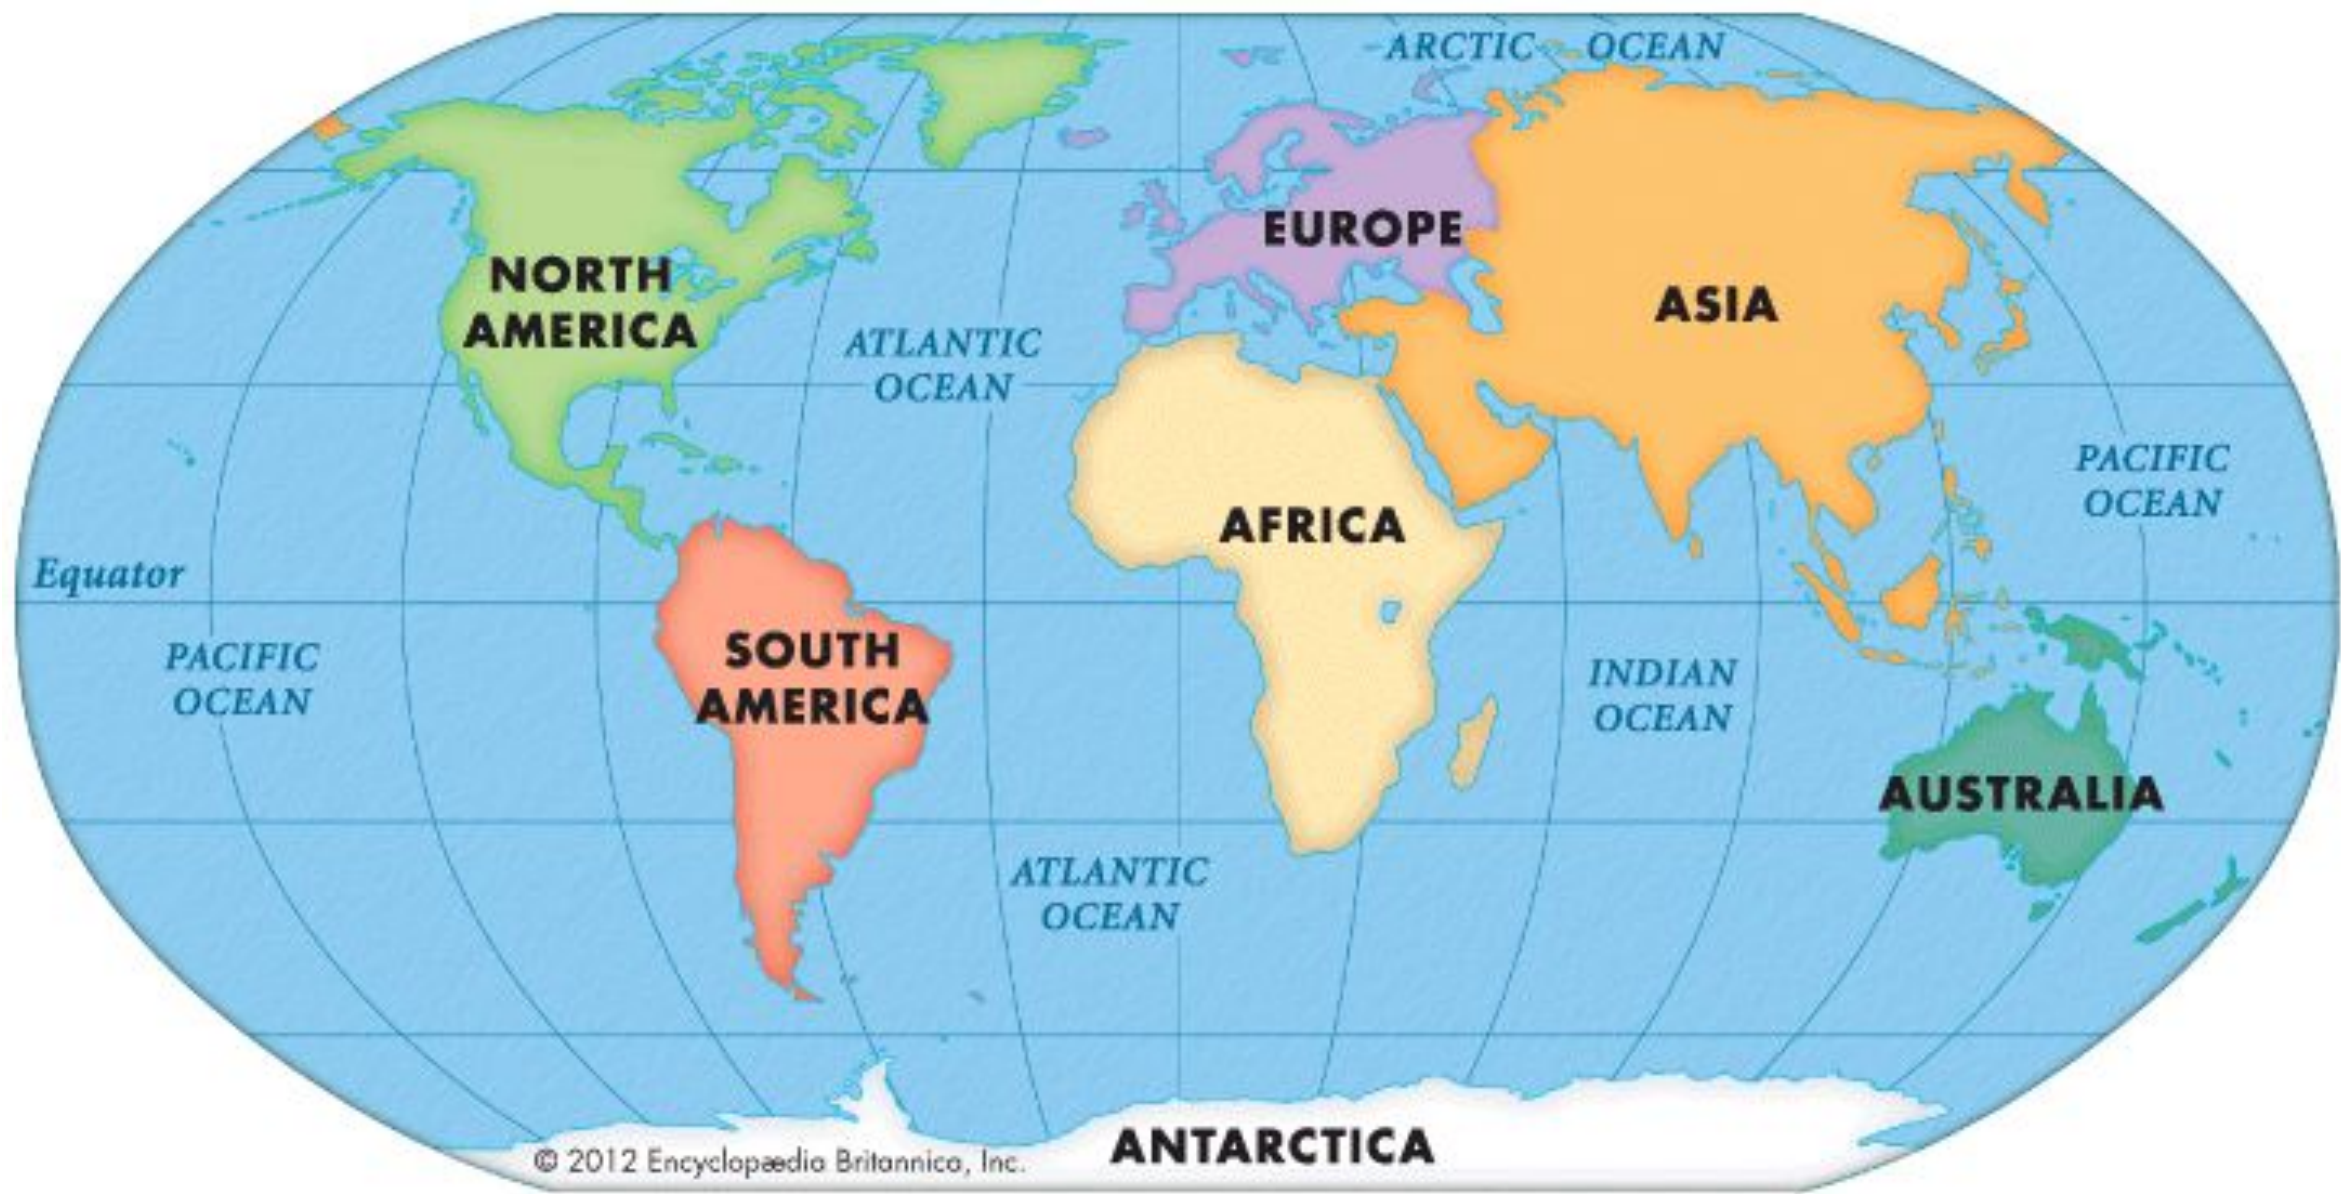 ARCTIC OCEAN
EUROPE
NORTH
AMERICA
ASIA
ATLANTIC
OCEAN
PACIFIC
OCEAN
AFRICA
Equator
PACIFIC
OCEAN
SOUTH
AMERICA
INDIAN
OCEAN
AUSTRALIA
ATLANTIC
OCEAN
ANTARCTICA
© 2012 Encyclopædia Britannica, Inc.